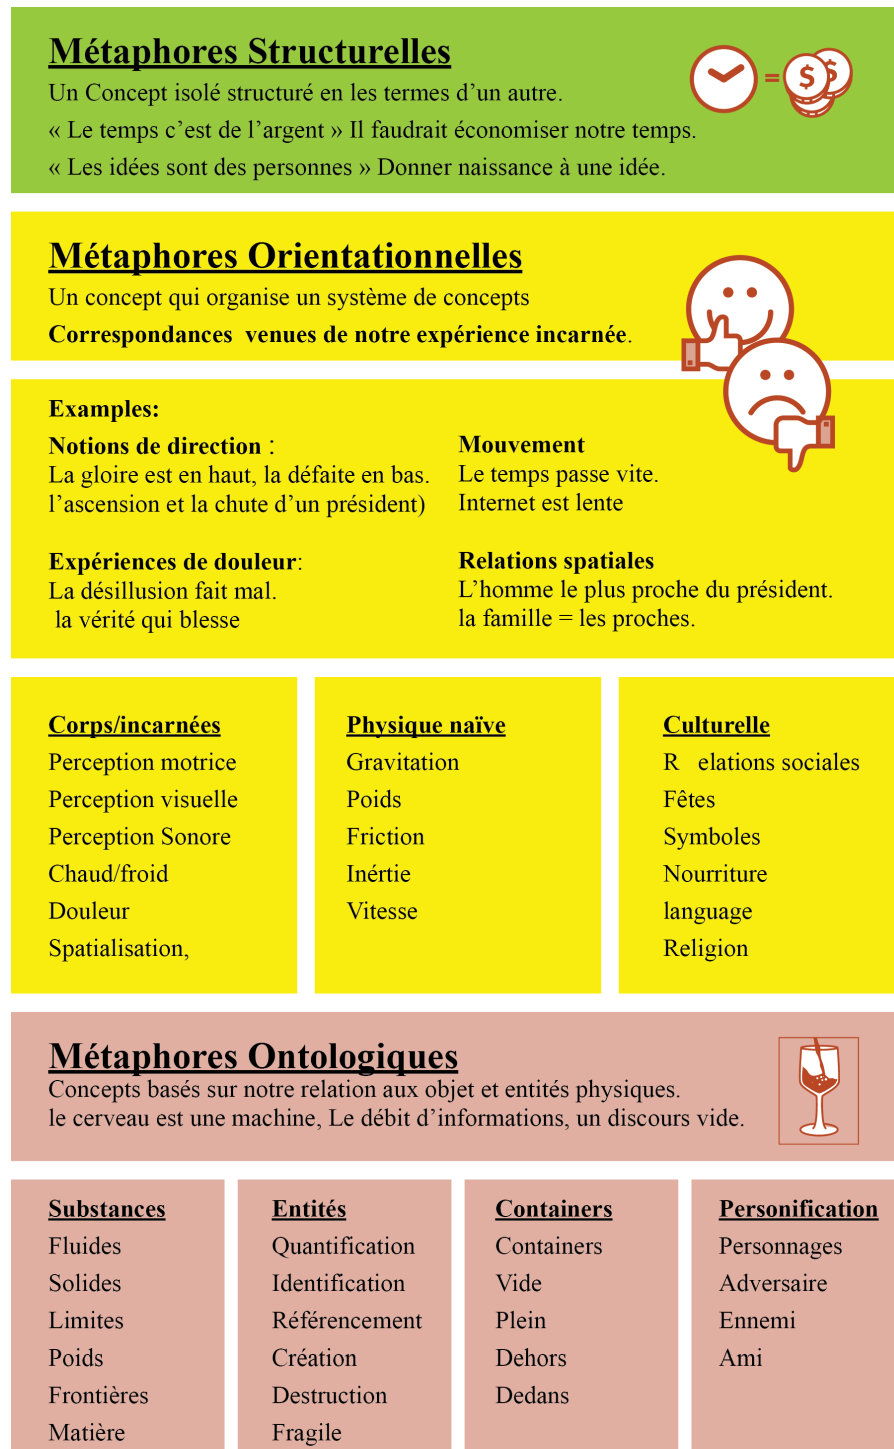 Métaphores Structurelles
Un Concept isolé structuré en les termes d’un autre.
« Le temps c’est de l’argent » Il faudrait économiser notre temps.
« Les idées sont des personnes » Donner naissance à une idée.
= $ $
Métaphores Orientationnelles
Un concept qui organise un système de concepts
Correspondances  venues de notre expérience incarnée.
Examples:
Notions de direction :
La gloire est en haut, la défaite en bas.
l’ascension et la chute d’un président)
Mouvement
Le temps passe vite.
Internet est lente
Expériences de douleur:
La désillusion fait mal.
la vérité qui blesse
Relations spatiales
L’homme le plus proche du président.
la famille = les proches.
Corps/incarnées
Perception motrice
Perception visuelle
Perception Sonore
Chaud/froid
Douleur
Spatialisation,
Physique naïve
Gravitation
Poids
Friction
Inértie
Vitesse
Culturelle
R   elations sociales
Fêtes
Symboles
Nourriture
language
Religion
Métaphores Ontologiques
Concepts basés sur notre relation aux objet et entités physiques.
le cerveau est une machine, Le débit d’informations, un discours vide.
Substances
Fluides
Solides
Limites
Poids
Frontières
Matière
Entités
Quantification
Identification
Référencement
Création
Destruction
Fragile
Containers
Containers
Vide
Plein
Dehors
Dedans
Personification
Personnages
Adversaire
Ennemi
Ami